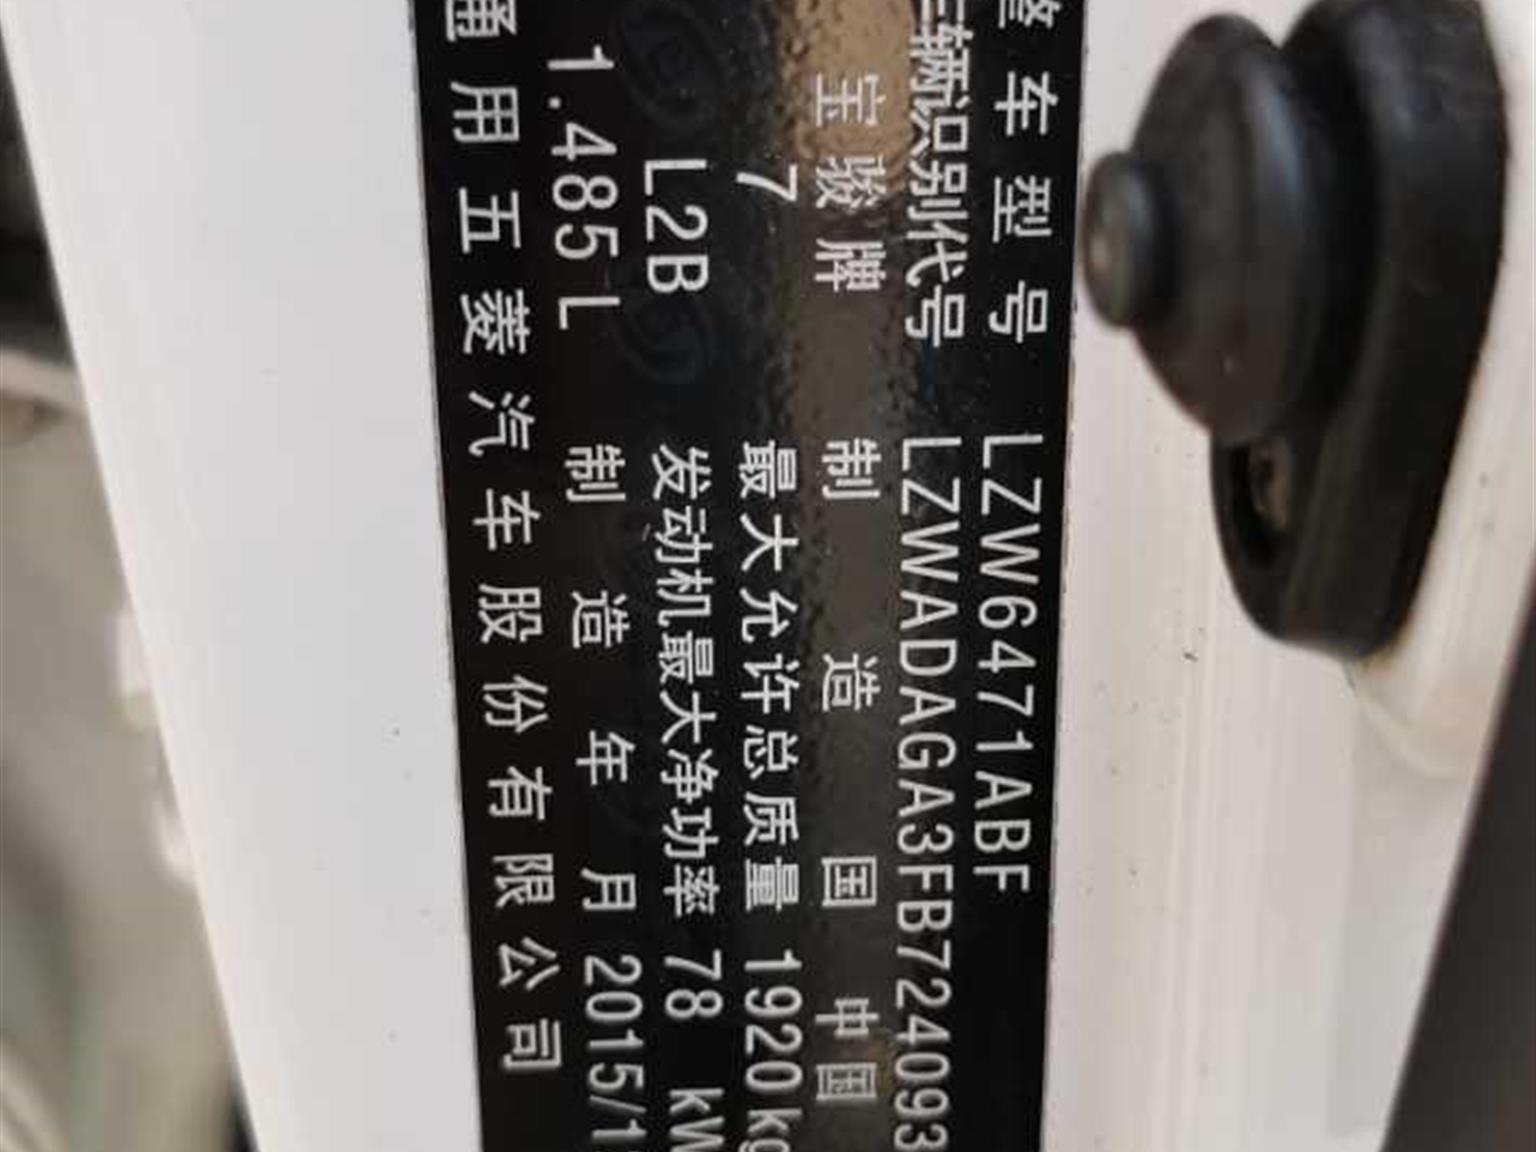 整车型号 LZW6471ABF
车辆识别代号 LZWADAGA3FB724093
宝骏牌 制造国 中国
7 最大允许总质量 1920kg
L2B 发动机最大净功率 78 kW
1.485 L 制造年月 2015/1
通用五菱汽车股份有限公司